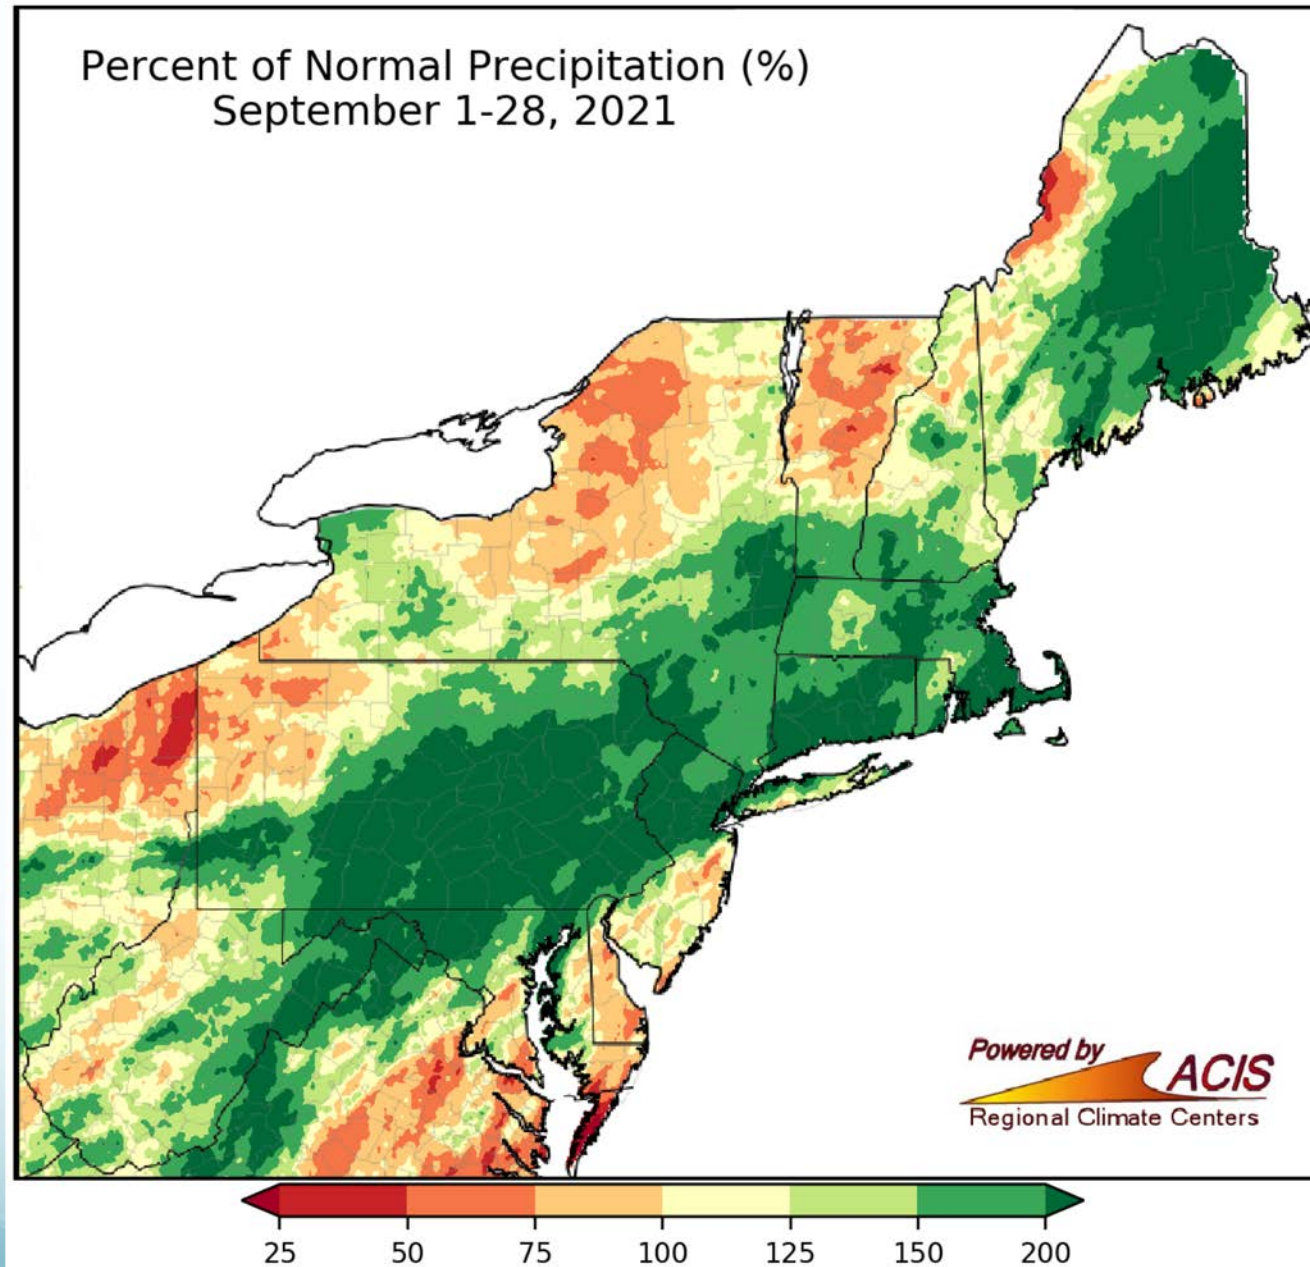 Percent of Normal Precipitation (%)
September 1-28, 2021
Powered by
ACIS
Regional Climate Centers
25 50 75 100 125 150 200